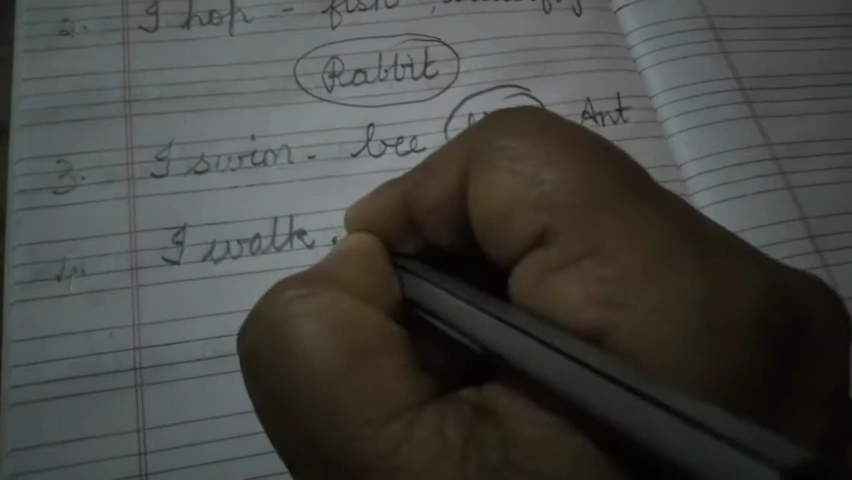 2. I hop - fish,
Rabbit
3. I swim - bee Ant
4. I walk.